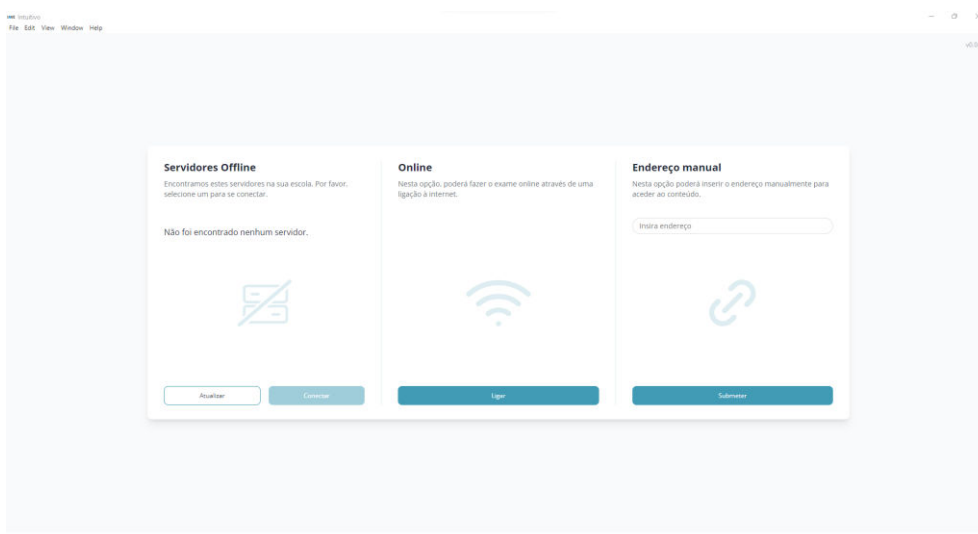 Intuitivo
File Edit View Window Help
Servidores Offline
Encontramos estes servidores na sua escola. Por favor,
selecione um para se conectar.
Não foi encontrado nenhum servidor.
Atualizar
Conectar
Online
Nesta opção, poderá fazer o exame online através de uma
ligação à internet.
Ligar
Endereço manual
Nesta opção poderá inserir o endereço manualmente para
aceder ao conteúdo.
Insira endereço
Submeter